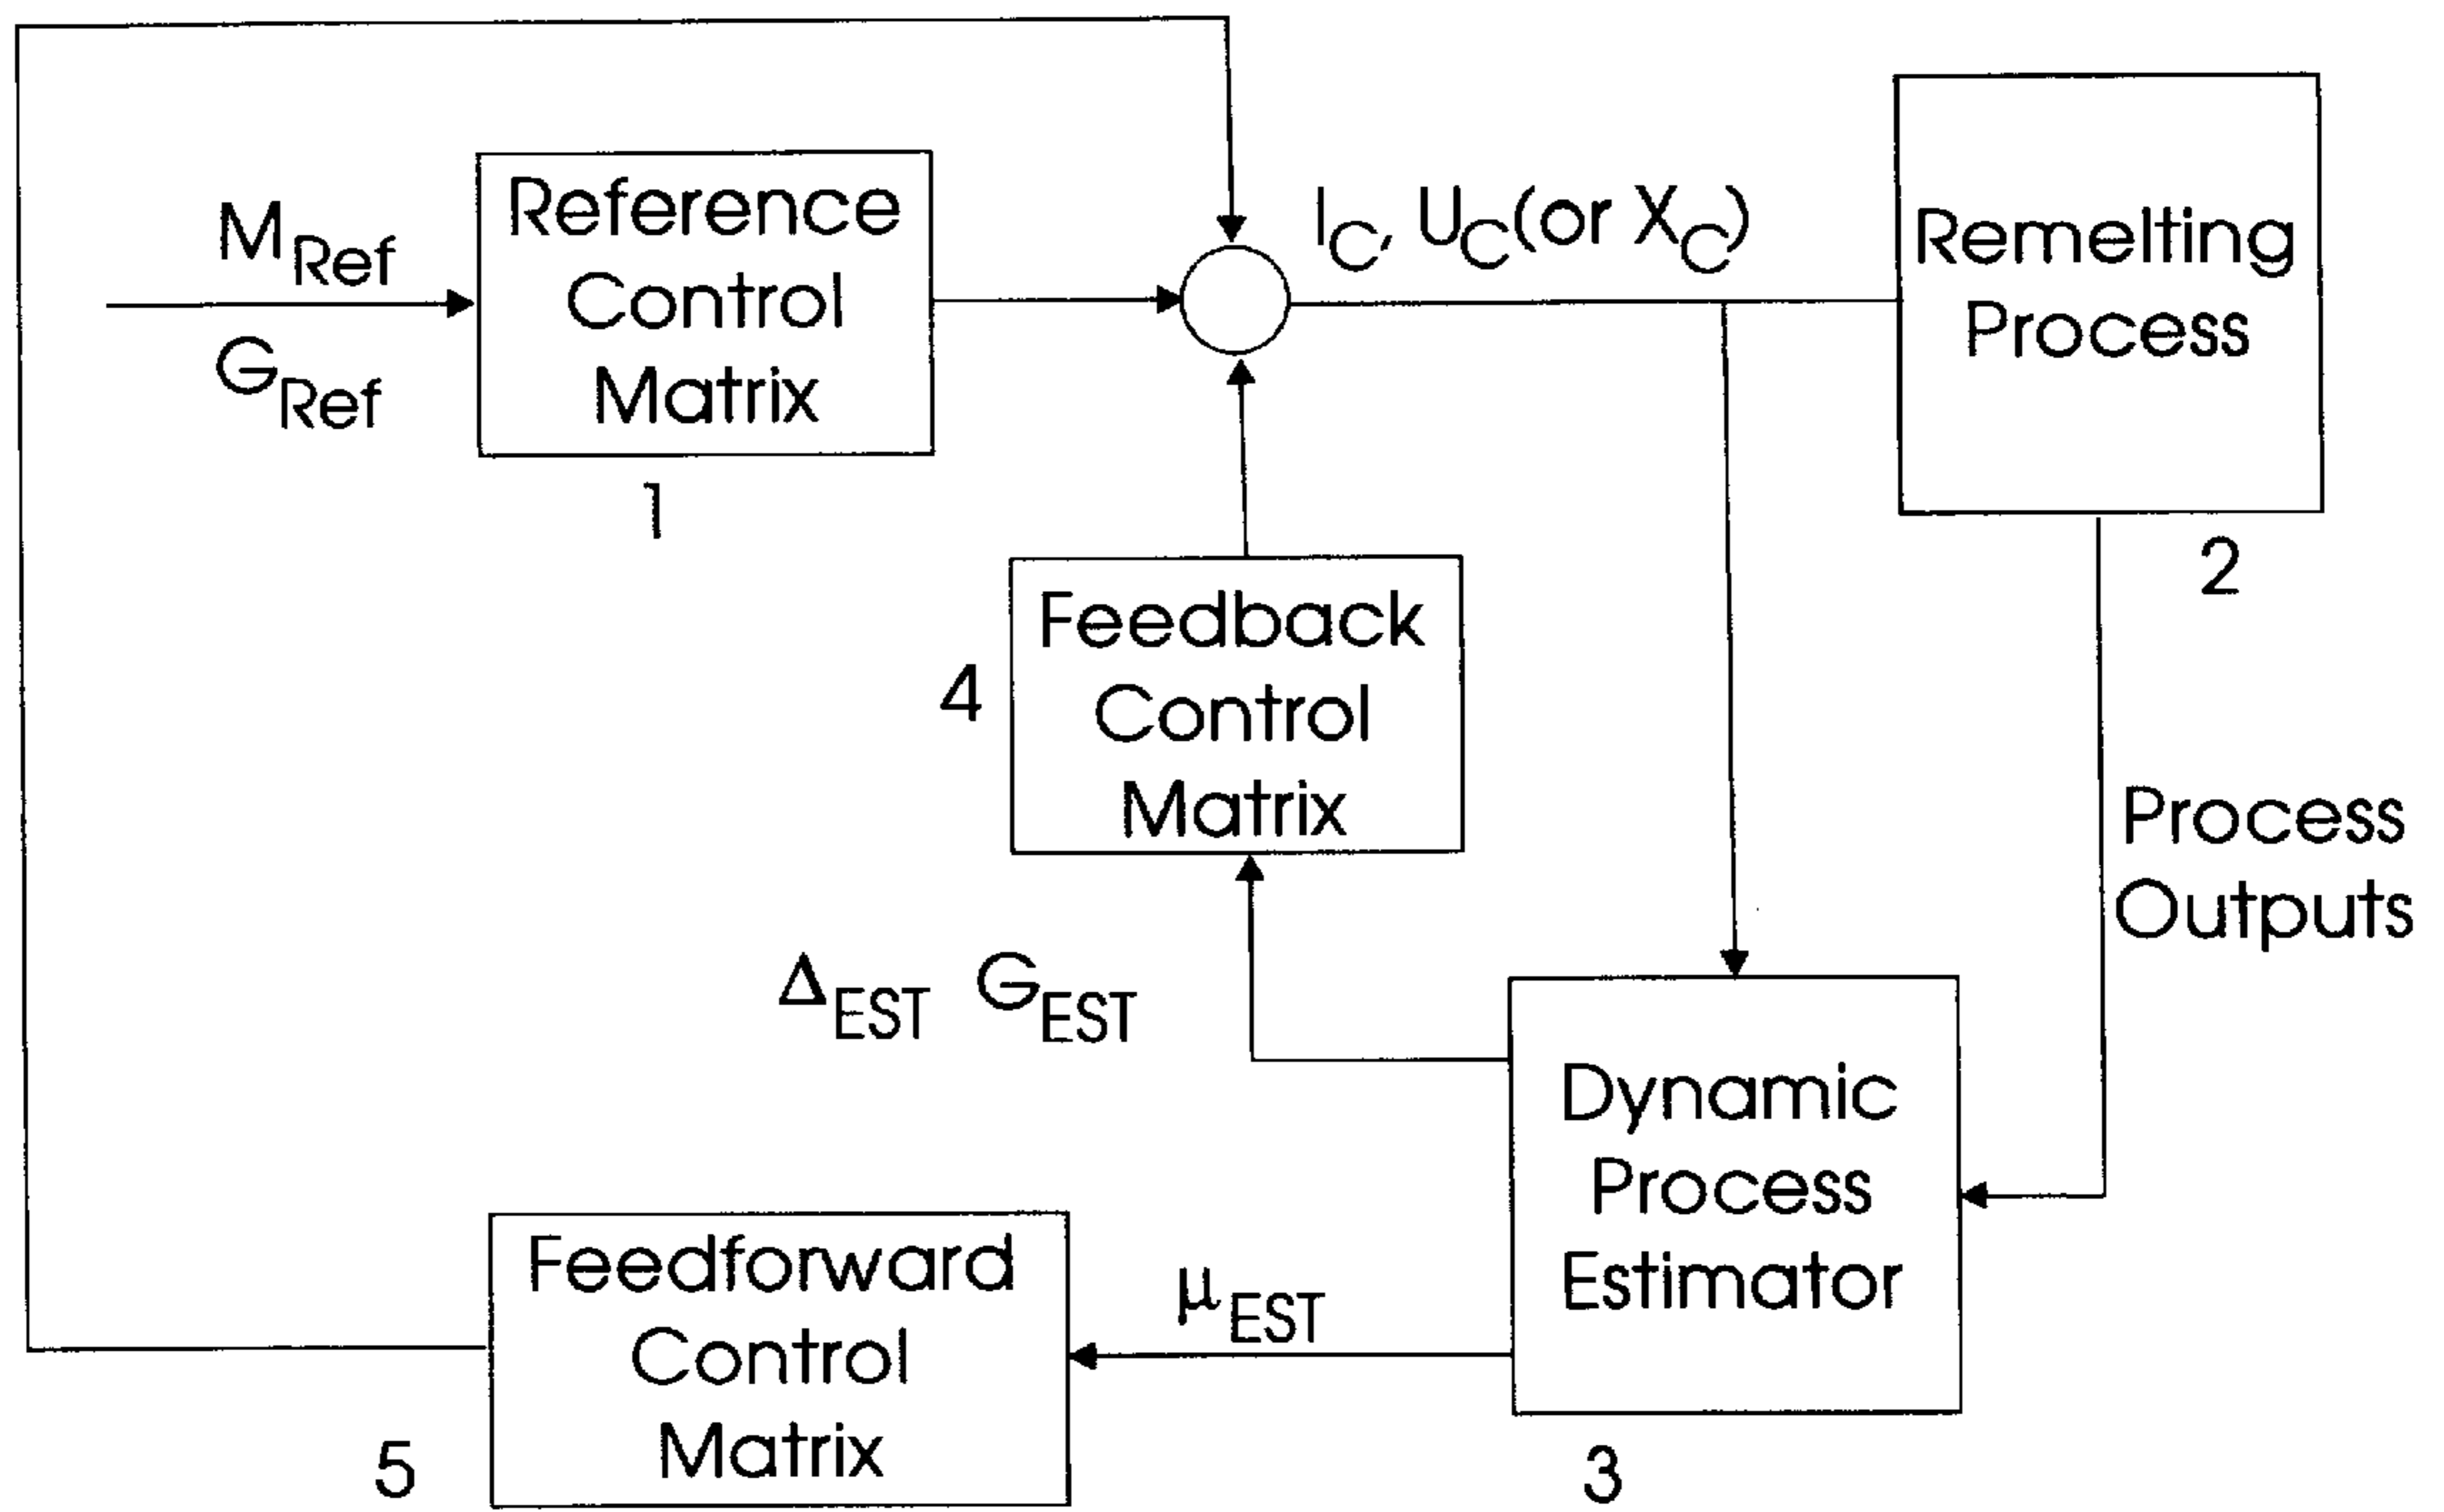 M_Ref
G_Ref
Reference
Control
Matrix
1
I_C, U_C(or X_C)
Remelting
Process
2
Feedback
Control
Matrix
4
Process
Outputs
Δ_EST G_EST
Dynamic
Process
Estimator
3
μ_EST
Feedforward
Control
Matrix
5